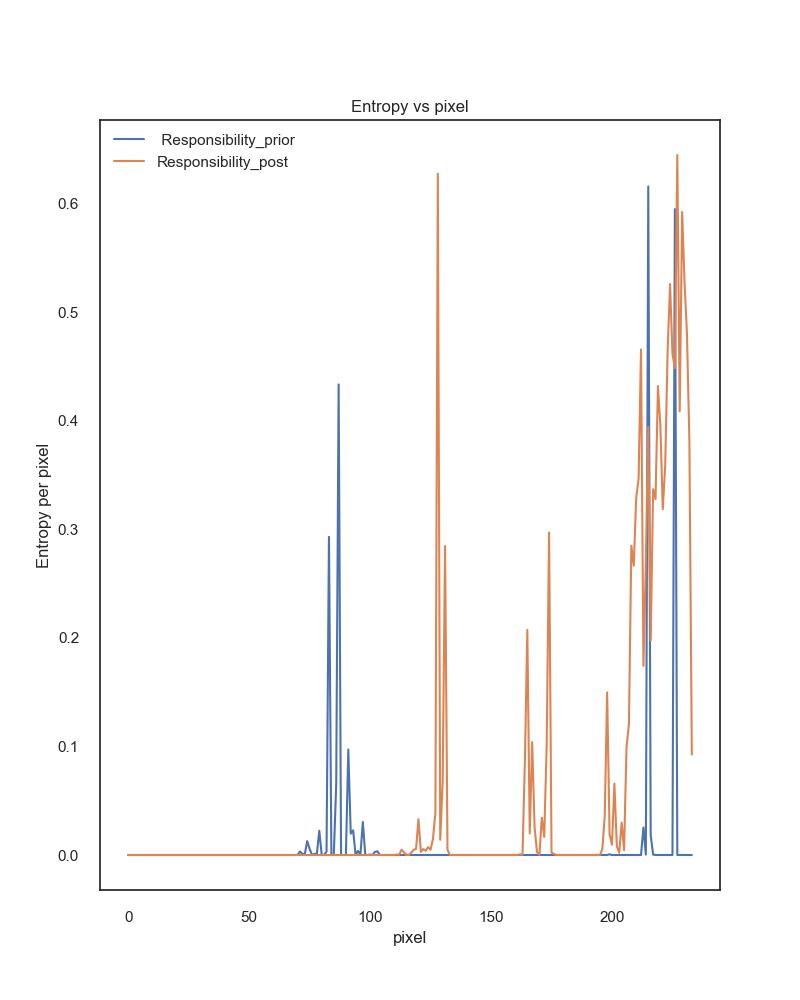 Entropy vs pixel
Responsibility_prior
Responsibility_post
Entropy per pixel
0.6
0.5
0.4
0.3
0.2
0.1
0.0
0 50 100 150 200
pixel